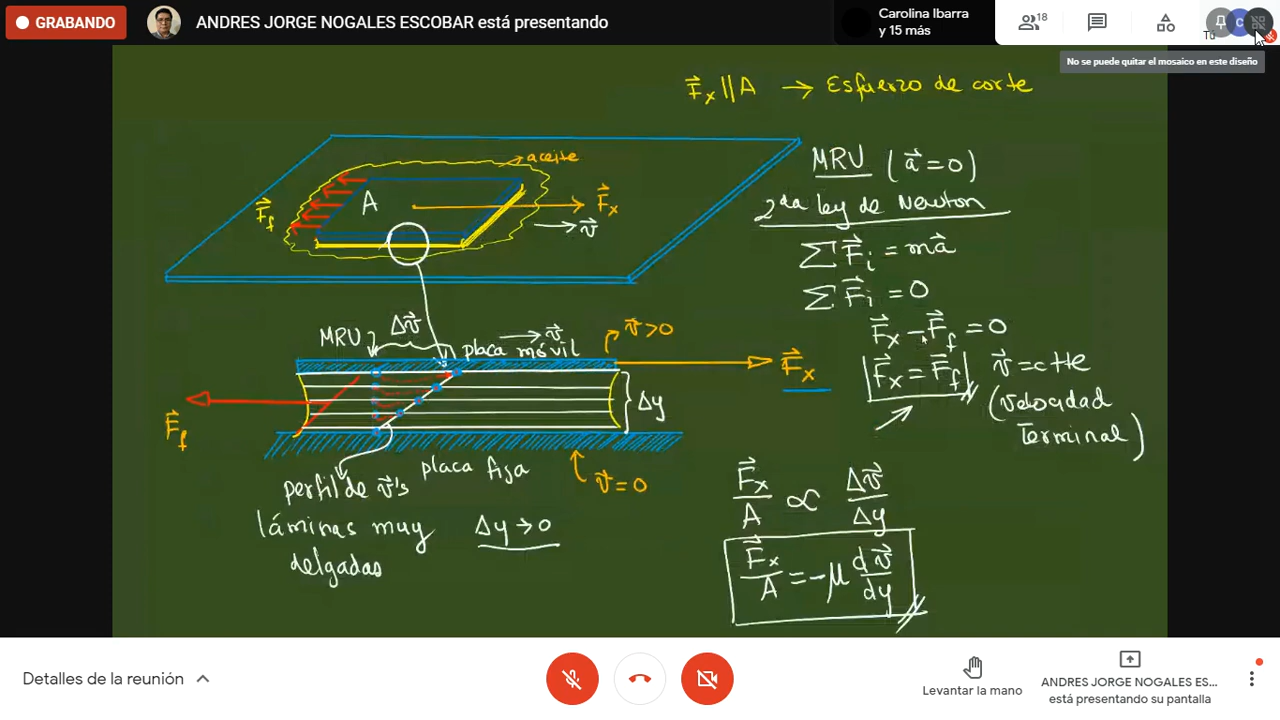 GRABANDO
ANDRES JORGE NOGALES ESCOBAR está presentando
Carolina Ibarra
y 15 más
18
C
Tú
No se puede quitar el mosaico en este diseño
F⃗x // A → Esfuerzo de corte
aceite
A
F⃗f
F⃗x
→ v⃗
MRU (a⃗ = 0)
2da ley de Newton
∑ F⃗i = ma⃗
∑ F⃗i = 0
F⃗x − F⃗f = 0
F⃗x = F⃗f
v⃗ = ctte
(velocidad
Terminal)
MRU
Δv⃗
→ v⃗
placa móvil
v⃗ > 0
F⃗x
F⃗f
Δy
placa fija
v⃗ = 0
perfil de v⃗'s
láminas muy
delgadas
Δy → 0
F⃗x/A ∝ Δv⃗/Δy
F⃗x/A = −μ dv⃗/dy
Detalles de la reunión
Levantar la mano
ANDRES JORGE NOGALES ES...
está presentando su pantalla